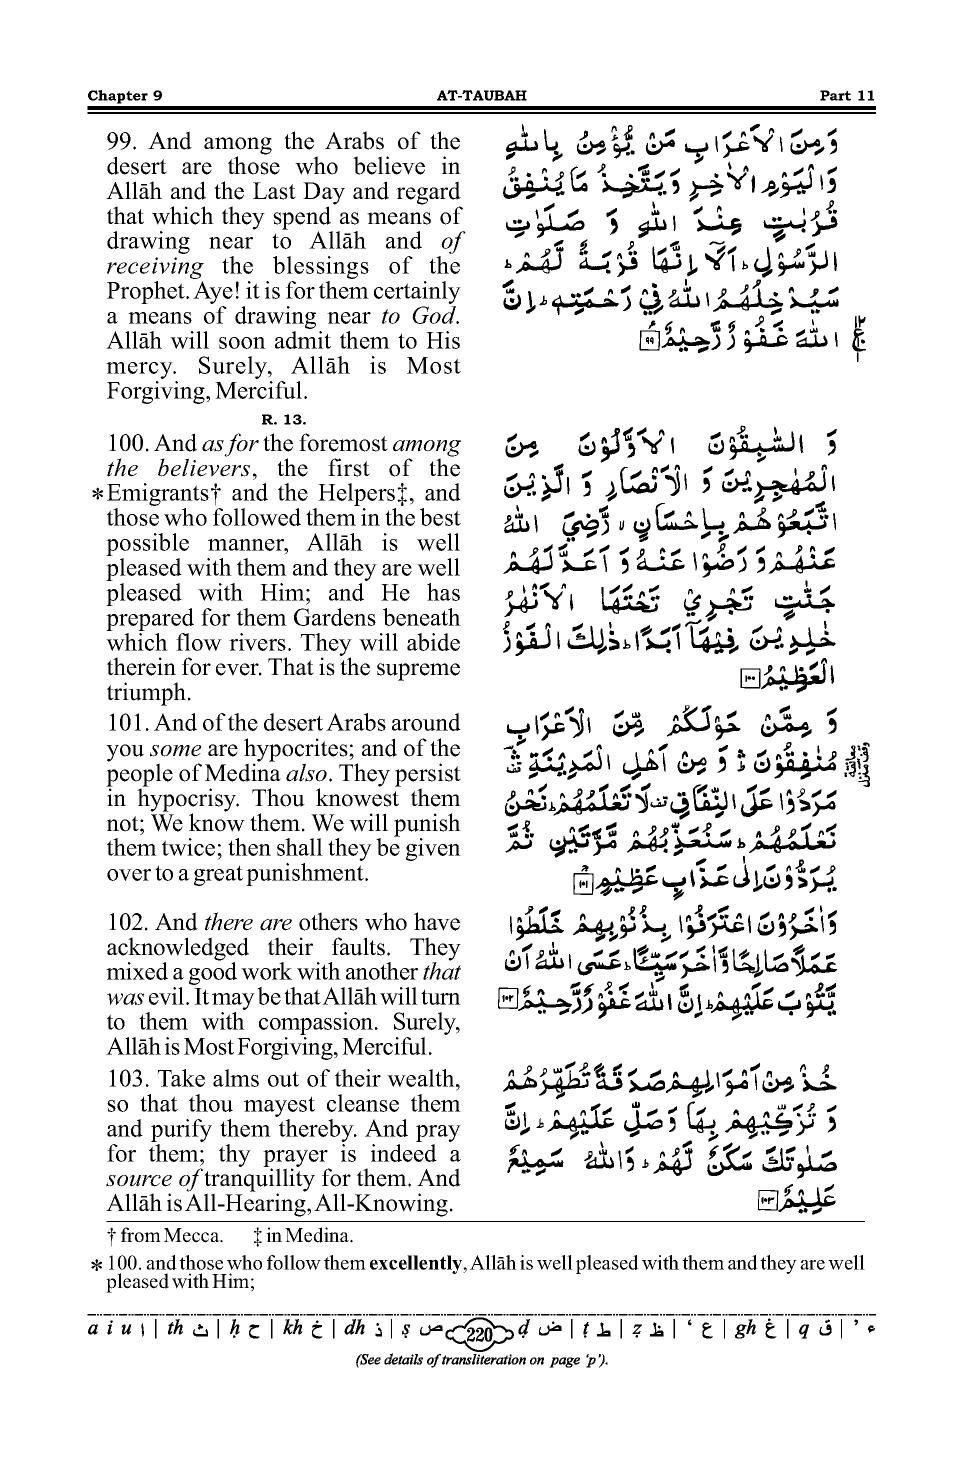 Chapter 9 AT-TAUBAH Part 11
99. And among the Arabs of the
desert are those who believe in
Allāh and the Last Day and regard
that which they spend as means of
drawing near to Allāh and of
receiving the blessings of the
Prophet. Aye! it is for them certainly
a means of drawing near to God.
Allāh will soon admit them to His
mercy. Surely, Allāh is Most
Forgiving, Merciful.
وَمِنَ الْاَعْرَابِ مَنْ يُّؤْمِنُ بِاللّٰهِ
وَالْيَوْمِ الْاٰخِرِ وَيَتَّخِذُ مَا يُنْفِقُ
قُرُبٰتٍ عِنْدَ اللّٰهِ وَ صَلَوٰتِ
الرَّسُوْلِ ؕ اَلَآ اِنَّهَا قُرْبَةٌ لَّهُمْ ؕ
سَيُدْخِلُهُمُ اللّٰهُ فِيْ رَحْمَتِهٖ ؕ اِنَّ
اللّٰهَ غَفُوْرٌ رَّحِيْمٌ ۹۹
R. 13.
100. And as for the foremost among
the believers, the first of the
*Emigrants† and the Helpers‡, and
those who followed them in the best
possible manner, Allāh is well
pleased with them and they are well
pleased with Him; and He has
prepared for them Gardens beneath
which flow rivers. They will abide
therein for ever. That is the supreme
triumph.
وَ السّٰبِقُوْنَ الْاَوَّلُوْنَ مِنَ
الْمُهٰجِرِيْنَ وَ الْاَنْصَارِ وَ الَّذِيْنَ
اتَّبَعُوْهُمْ بِاِحْسَانٍ ۙ رَّضِيَ اللّٰهُ
عَنْهُمْ وَ رَضُوْا عَنْهُ وَ اَعَدَّ لَهُمْ
جَنّٰتٍ تَجْرِيْ تَحْتَهَا الْاَنْهٰرُ
خٰلِدِيْنَ فِيْهَآ اَبَدًا ؕ ذٰلِكَ الْفَوْزُ
الْعَظِيْمُ ۱۰۰
101. And of the desert Arabs around
you some are hypocrites; and of the
people of Medina also. They persist
in hypocrisy. Thou knowest them
not; We know them. We will punish
them twice; then shall they be given
over to a great punishment.
وَ مِمَّنْ حَوْلَكُمْ مِّنَ الْاَعْرَابِ
مُنٰفِقُوْنَ ۛ وَ مِنْ اَهْلِ الْمَدِيْنَةِ ۛ
مَرَدُوْا عَلَى النِّفَاقِ لَا تَعْلَمُهُمْ ؕ نَحْنُ
نَعْلَمُهُمْ ؕ سَنُعَذِّبُهُمْ مَّرَّتَيْنِ ثُمَّ
يُرَدُّوْنَ اِلٰى عَذَابٍ عَظِيْمٍ ۱۰۱
102. And there are others who have
acknowledged their faults. They
mixed a good work with another that
was evil. It may be that Allāh will turn
to them with compassion. Surely,
Allāh is Most Forgiving, Merciful.
وَاٰخَرُوْنَ اعْتَرَفُوْا بِذُنُوْبِهِمْ خَلَطُوْا
عَمَلًا صَالِحًا وَّاٰخَرَ سَيِّئًا ؕ عَسَى اللّٰهُ اَنْ
يَّتُوْبَ عَلَيْهِمْ ؕ اِنَّ اللّٰهَ غَفُوْرٌ رَّحِيْمٌ ۱۰۲
103. Take alms out of their wealth,
so that thou mayest cleanse them
and purify them thereby. And pray
for them; thy prayer is indeed a
source of tranquillity for them. And
Allāh is All-Hearing, All-Knowing.
خُذْ مِنْ اَمْوَالِهِمْ صَدَقَةً تُطَهِّرُهُمْ
وَ تُزَكِّيْهِمْ بِهَا وَصَلِّ عَلَيْهِمْ ؕ اِنَّ
صَلٰوتَكَ سَكَنٌ لَّهُمْ ؕ وَاللّٰهُ سَمِيْعٌ
عَلِيْمٌ ۱۰۳
† from Mecca. ‡ in Medina.
* 100. and those who follow them excellently, Allāh is well pleased with them and they are well
pleased with Him;
a i u ا | th ث | ḥ ح | kh خ | dh ذ | ṣ ص 220 ḍ ض | ṭ ط | ẓ ظ | ‘ ع | gh غ | q ق | ’ ء
(See details of transliteration on page ‘p’).